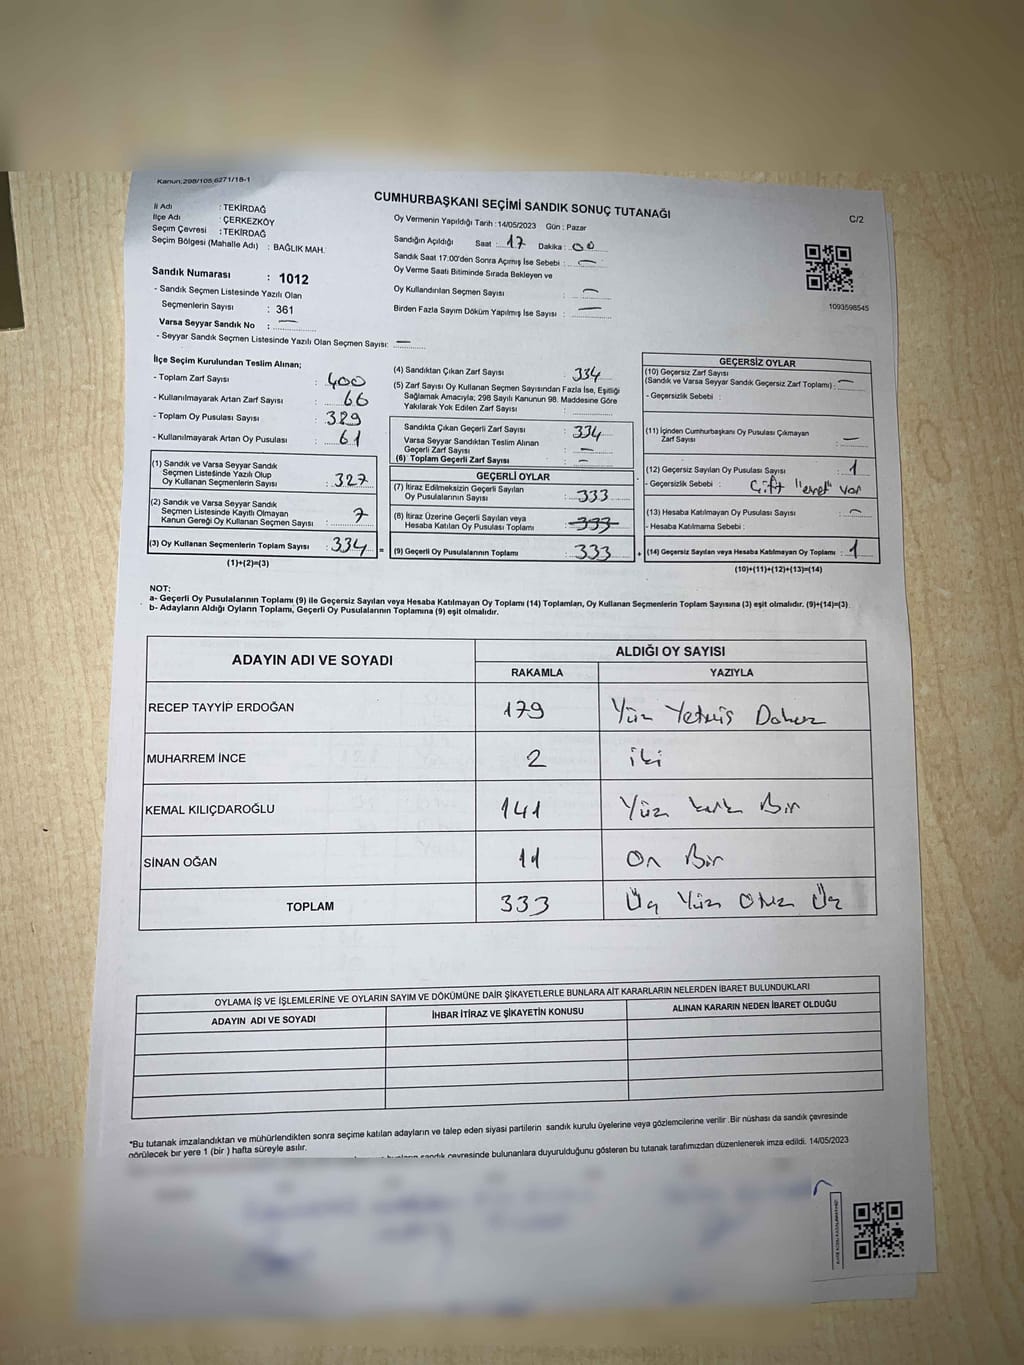 Kanun:298/105 6271/18-1
CUMHURBAŞKANI SEÇİMİ SANDIK SONUÇ TUTANAĞI
C/2
İl Adı : TEKİRDAĞ
İlçe Adı : ÇERKEZKÖY
Seçim Çevresi : TEKİRDAĞ
Seçim Bölgesi (Mahalle Adı) : BAĞLIK MAH.
Sandık Numarası : 1012
- Sandık Seçmen Listesinde Yazılı Olan
Seçmenlerin Sayısı : 361
Varsa Seyyar Sandık No : —
- Seyyar Sandık Seçmen Listesinde Yazılı Olan Seçmen Sayısı: —
Oy Vermenin Yapıldığı Tarih :14/05/2023 Gün : Pazar
Sandığın Açıldığı Saat : 17 Dakika : 00
Sandık Saat 17:00'den Sonra Açımış İse Sebebi : —
Oy Verme Saati Bitiminde Sırada Bekleyen ve
Oy Kullandırılan Seçmen Sayısı : —
Birden Fazla Sayım Döküm Yapılmış İse Sayısı : —
1093598545
İlçe Seçim Kurulundan Teslim Alınan;
- Toplam Zarf Sayısı : 400
- Kullanılmayarak Artan Zarf Sayısı : 66
- Toplam Oy Pusulası Sayısı : 389
- Kullanılmayarak Artan Oy Pusulası : 61
(1) Sandık ve Varsa Seyyar Sandık
Seçmen Listesinde Yazılı Olup
Oy Kullanan Seçmenlerin Sayısı : 327
(2) Sandık ve Varsa Seyyar Sandık
Seçmen Listesinde Kayıtlı Olmayan
Kanun Gereği Oy Kullanan Seçmen Sayısı : 7
(3) Oy Kullanan Seçmenlerin Toplam Sayısı : 334 =
(1)+(2)=(3)
(4) Sandıktan Çıkan Zarf Sayısı : 334
(5) Zarf Sayısı Oy Kullanan Seçmen Sayısından Fazla İse, Eşitliği
Sağlamak Amacıyla; 298 Sayılı Kanunun 98. Maddesine Göre
Yakılarak Yok Edilen Zarf Sayısı :
Sandıkta Çıkan Geçerli Zarf Sayısı : 334
Varsa Seyyar Sandıktan Teslim Alınan
Geçerli Zarf Sayısı : —
(6) Toplam Geçerli Zarf Sayısı : —
GEÇERLİ OYLAR
(7) İtiraz Edilmeksizin Geçerli Sayılan
Oy Pusulalarının Sayısı : 333
(8) İtiraz Üzerine Geçerli Sayılan veya
Hesaba Katılan Oy Pusulası Toplamı : 333
(9) Geçerli Oy Pusulalarının Toplamı : 333 +
GEÇERSİZ OYLAR
(10) Geçersiz Zarf Sayısı
(Sandık ve Varsa Seyyar Sandık Geçersiz Zarf Toplamı) : —
- Geçersizlik Sebebi :
(11) İçinden Cumhurbaşkanı Oy Pusulası Çıkmayan
Zarf Sayısı : —
(12) Geçersiz Sayılan Oy Pusulası Sayısı : 1
- Geçersizlik Sebebi : Çift "evet" var
(13) Hesaba Katılmayan Oy Pusulası Sayısı : —
- Hesaba Katılmama Sebebi :
(14) Geçersiz Sayılan veya Hesaba Katılmayan Oy Toplamı : 1
(10)+(11)+(12)+(13)=(14)
NOT:
a- Geçerli Oy Pusulalarının Toplamı (9) ile Geçersiz Sayılan veya Hesaba Katılmayan Oy Toplamı (14) Toplamları, Oy Kullanan Seçmenlerin Toplam Sayısına (3) eşit olmalıdır. (9)+(14)=(3).
b- Adayların Aldığı Oyların Toplamı, Geçerli Oy Pusulalarının Toplamına (9) eşit olmalıdır.
ADAYIN ADI VE SOYADI ALDIĞI OY SAYISI
RAKAMLA YAZIYLA
RECEP TAYYİP ERDOĞAN 179 Yüz Yetmiş Dokuz
MUHARREM İNCE 2 iki
KEMAL KILIÇDAROĞLU 141 Yüz kırk Bir
SİNAN OĞAN 11 On Bir
TOPLAM 333 Üç Yüz Otuz Üç
OYLAMA İŞ VE İŞLEMLERİNE VE OYLARIN SAYIM VE DÖKÜMÜNE DAİR ŞİKAYETLERLE BUNLARA AİT KARARLARIN NELERDEN İBARET BULUNDUKLARI
ADAYIN ADI VE SOYADI İHBAR İTİRAZ VE ŞİKAYETİN KONUSU ALINAN KARARIN NEDEN İBARET OLDUĞU
*Bu tutanak imzalandıktan ve mühürlendikten sonra seçime katılan adayların ve talep eden siyasi partilerin sandık kurulu üyelerine veya gözlemcilerine verilir .Bir nüshası da sandık çevresinde
görülecek bir yere 1 (bir ) hafta süreyle asılır.
sandık çevresinde bulunanlara duyurulduğunu gösteren bu tutanak tarafımızdan düzenlenerek imza edildi. 14/05/2023